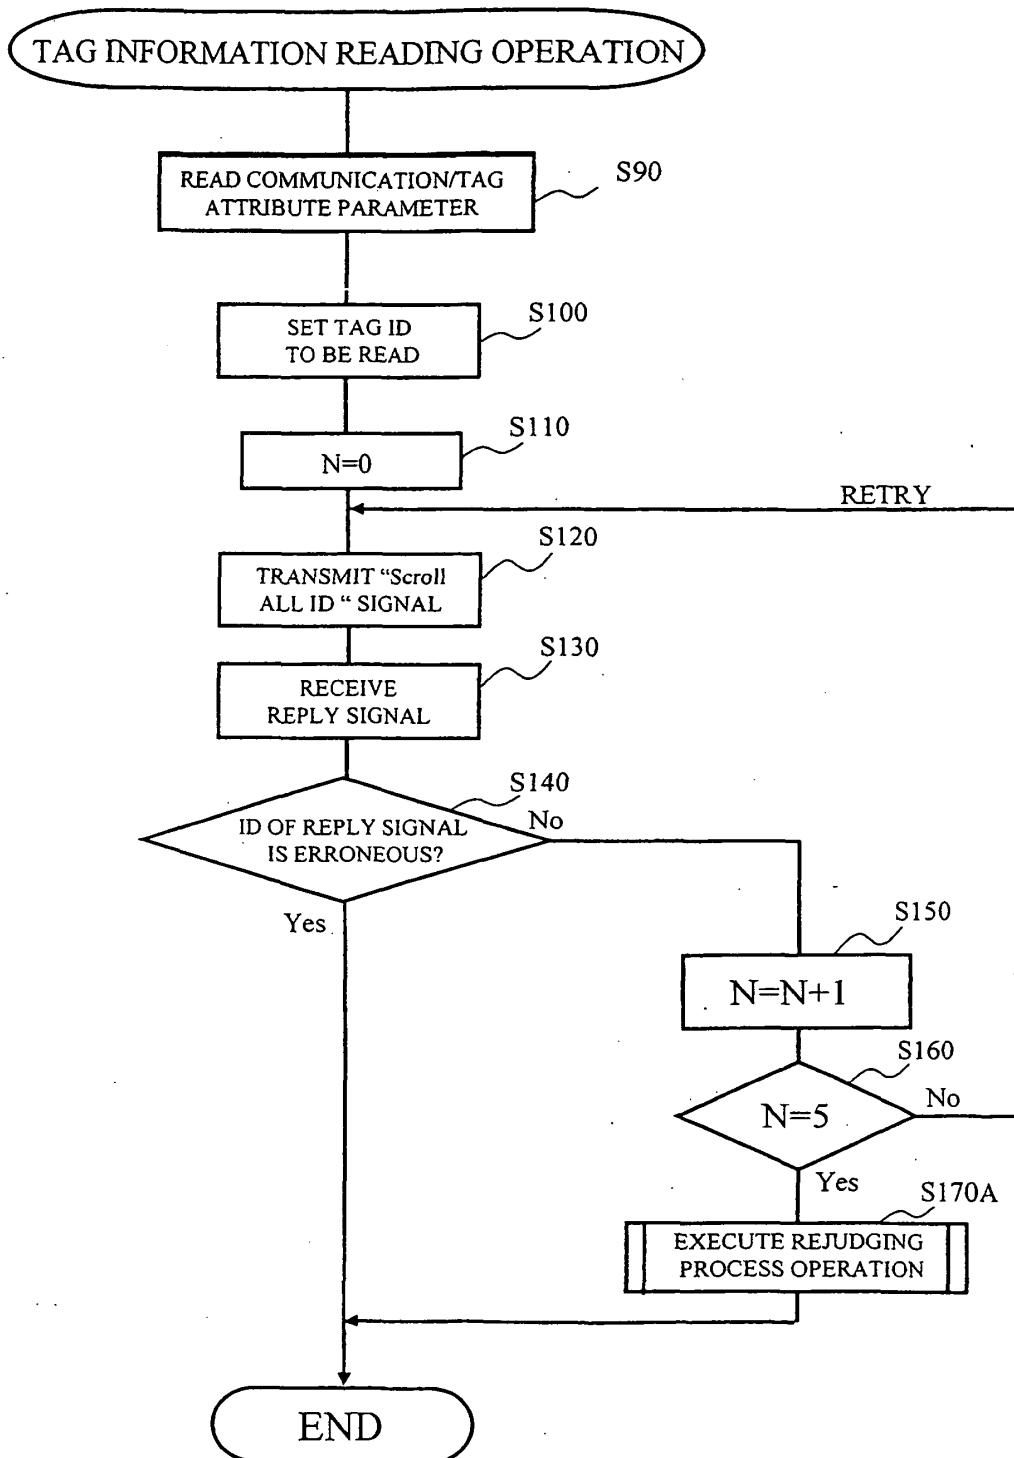 TAG INFORMATION READING OPERATION
READ COMMUNICATION/TAG
ATTRIBUTE PARAMETER
S90
SET TAG ID
TO BE READ
S100
N=0
S110
RETRY
TRANSMIT “Scroll
ALL ID “ SIGNAL
S120
RECEIVE
REPLY SIGNAL
S130
ID OF REPLY SIGNAL
IS ERRONEOUS?
S140
No
Yes
N=N+1
S150
N=5
S160
No
Yes
EXECUTE REJUDGING
PROCESS OPERATION
S170A
END